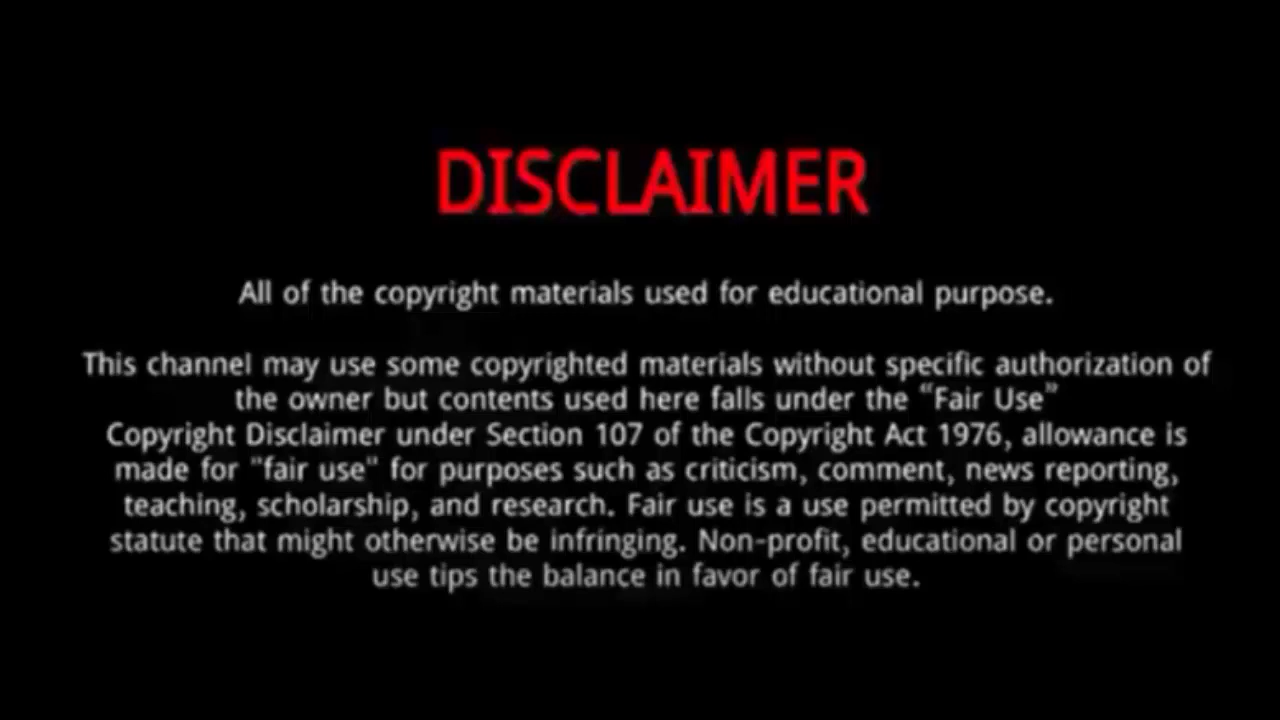 DISCLAIMER
All of the copyright materials used for educational purpose.
This channel may use some copyrighted materials without specific authorization of
the owner but contents used here falls under the “Fair Use”
Copyright Disclaimer under Section 107 of the Copyright Act 1976, allowance is
made for "fair use" for purposes such as criticism, comment, news reporting,
teaching, scholarship, and research. Fair use is a use permitted by copyright
statute that might otherwise be infringing. Non-profit, educational or personal
use tips the balance in favor of fair use.